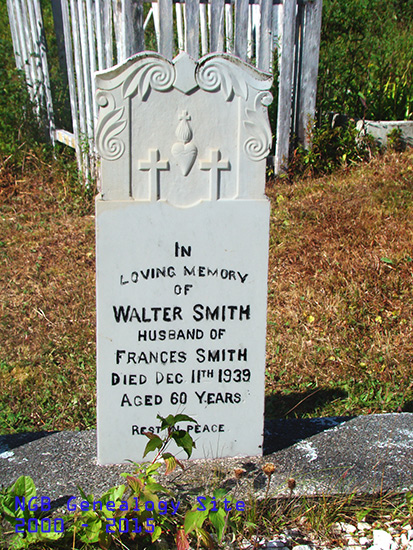 IN
LOVING MEMORY
OF
WALTER SMITH
HUSBAND OF
FRANCES SMITH
DIED DEC 11TH 1939
AGED 60 YEARS
REST IN PEACE
NGB Genealogy Site
2000 - 2015